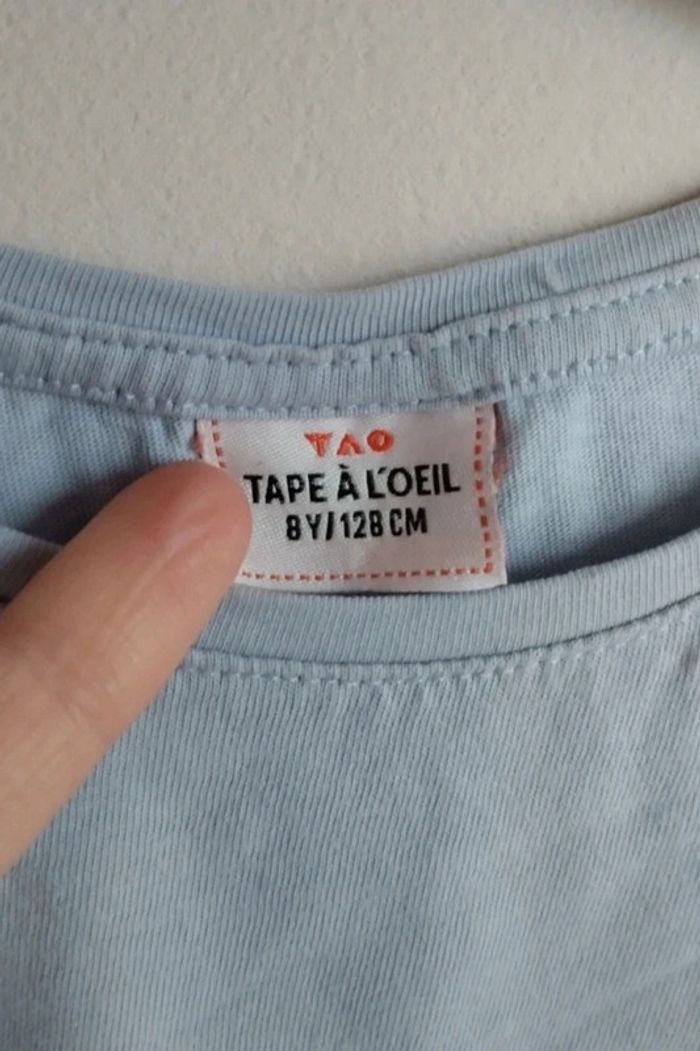 TAO
TAPE À L'OEIL
8Y/128CM